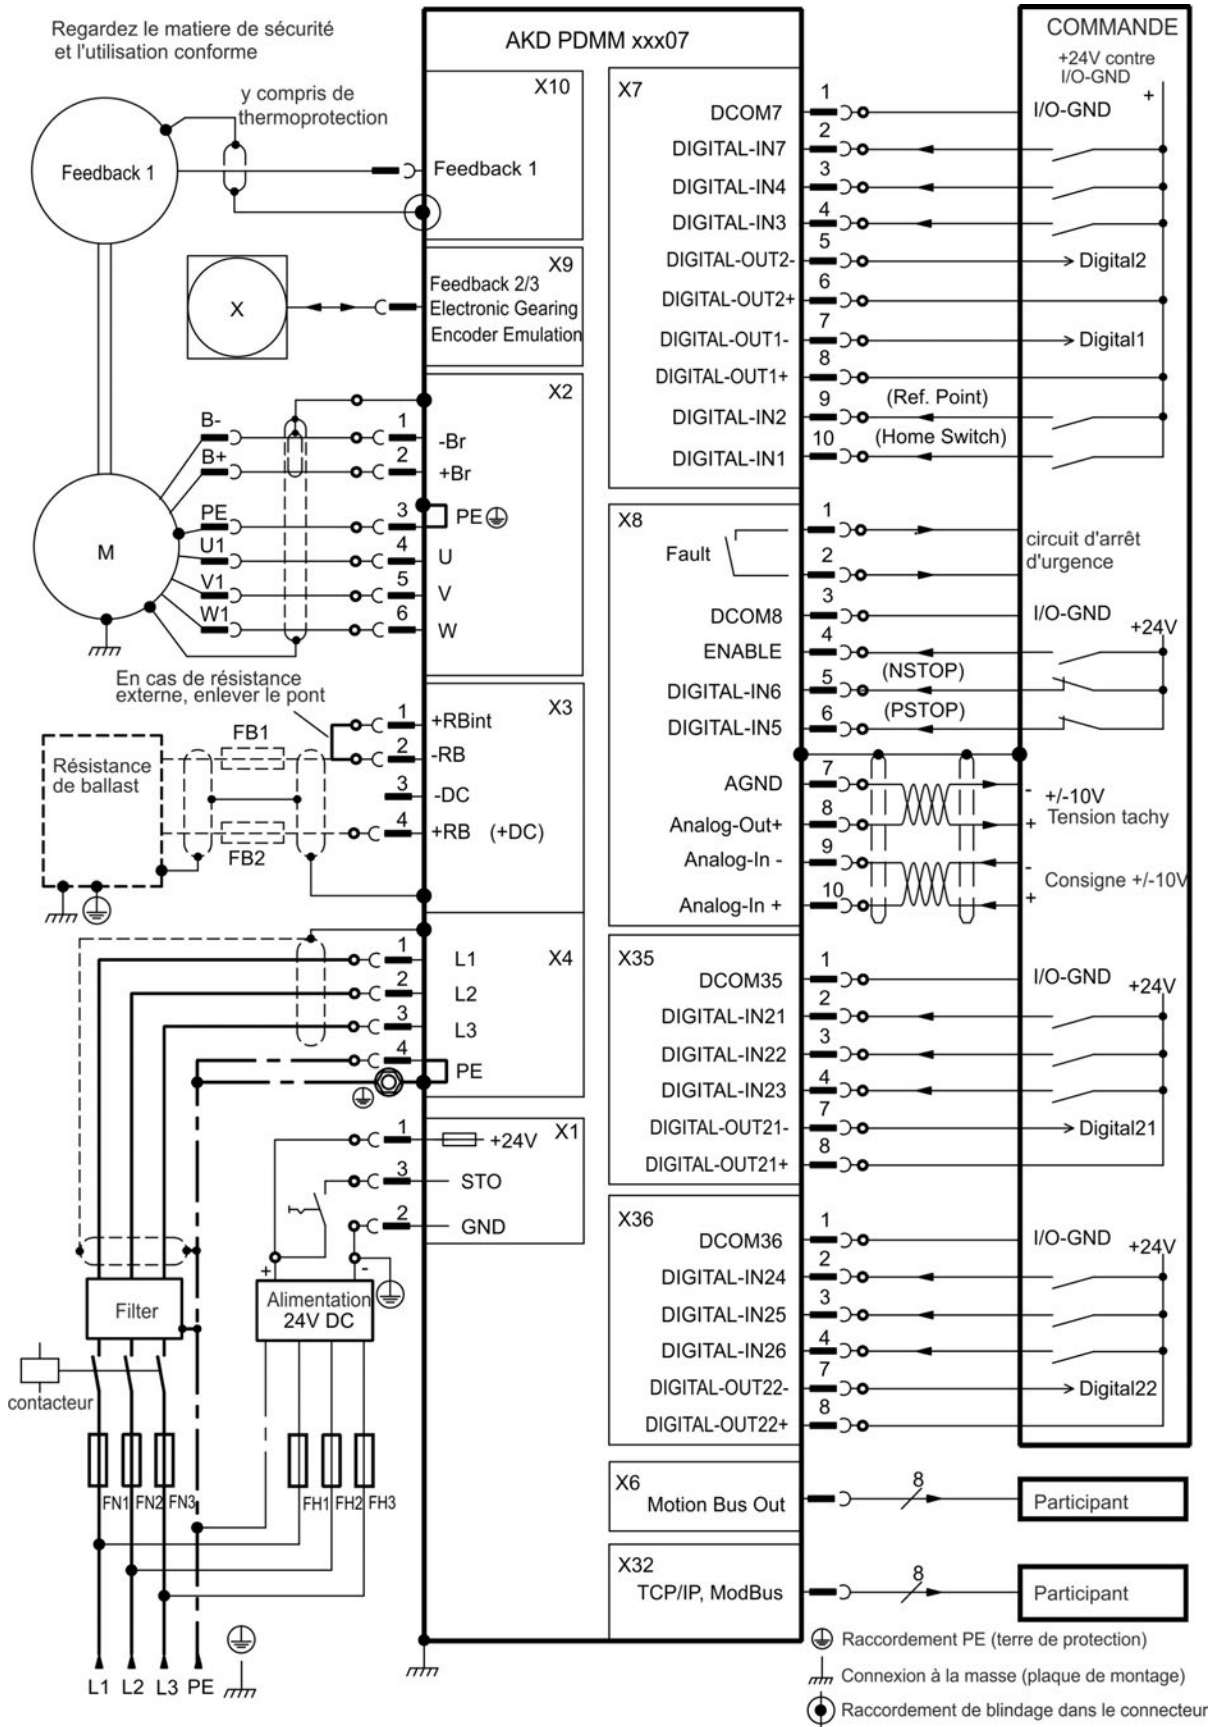 Regardez le matiere de sécurité
et l'utilisation conforme
AKD PDMM xxx07
COMMANDE
+24V contre
I/O-GND
+
y compris de
thermoprotection
Feedback 1
X10
Feedback 1
X
X9
Feedback 2/3
Electronic Gearing
Encoder Emulation
X2
B-
1
-Br
B+
2
+Br
PE
3
PE
U1
4
U
V1
5
V
W1
6
W
M
En cas de résistance
externe, enlever le pont
X3
1
+RBint
2
-RB
3
-DC
4
+RB (+DC)
FB1
FB2
Résistance
de ballast
X4
1
L1
2
L2
3
L3
4
PE
X1
1
+24V
3
STO
2
GND
+
-
Alimentation
24V DC
Filter
contacteur
FN1
FN2
FN3
FH1
FH2
FH3
L1
L2
L3
PE
X7
DCOM7
1
I/O-GND
DIGITAL-IN7
2
DIGITAL-IN4
3
DIGITAL-IN3
4
DIGITAL-OUT2-
5
Digital2
DIGITAL-OUT2+
6
DIGITAL-OUT1-
7
Digital1
DIGITAL-OUT1+
8
DIGITAL-IN2
9
(Ref. Point)
DIGITAL-IN1
10
(Home Switch)
X8
Fault
1
2
circuit d'arrêt
d'urgence
DCOM8
3
I/O-GND
+24V
ENABLE
4
DIGITAL-IN6
5
(NSTOP)
DIGITAL-IN5
6
(PSTOP)
AGND
7
-
Analog-Out+
8
+
+/-10V
Tension tachy
Analog-In -
9
-
Analog-In +
10
+
Consigne +/-10V
X35
DCOM35
1
I/O-GND
+24V
DIGITAL-IN21
2
DIGITAL-IN22
3
DIGITAL-IN23
4
DIGITAL-OUT21-
7
Digital21
DIGITAL-OUT21+
8
X36
DCOM36
1
I/O-GND
+24V
DIGITAL-IN24
2
DIGITAL-IN25
3
DIGITAL-IN26
4
DIGITAL-OUT22-
7
Digital22
DIGITAL-OUT22+
8
X6
Motion Bus Out
8
Participant
X32
TCP/IP, ModBus
8
Participant
Raccordement PE (terre de protection)
Connexion à la masse (plaque de montage)
Raccordement de blindage dans le connecteur